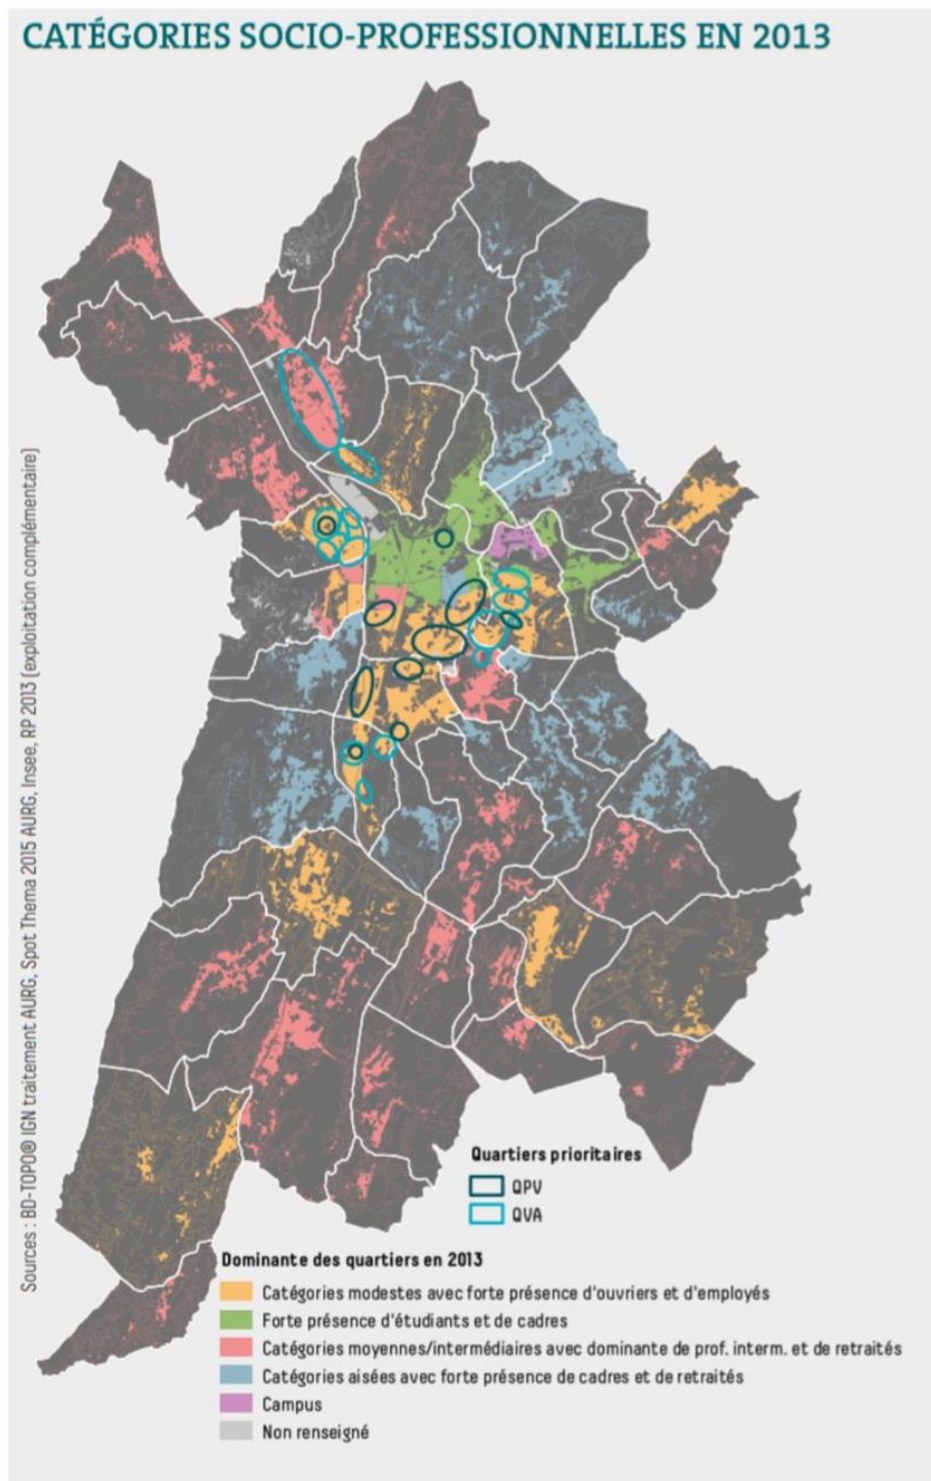 CATÉGORIES SOCIO-PROFESSIONNELLES EN 2013
Sources : BD-TOPO® IGN traitement AURG, Spot Thema 2015 AURG, Insee, RP 2013 (exploitation complémentaire)
Quartiers prioritaires
QPV
QVA
Dominante des quartiers en 2013
Catégories modestes avec forte présence d'ouvriers et d'employés
Forte présence d'étudiants et de cadres
Catégories moyennes/intermédiaires avec dominante de prof. interm. et de retraités
Catégories aisées avec forte présence de cadres et de retraités
Campus
Non renseigné